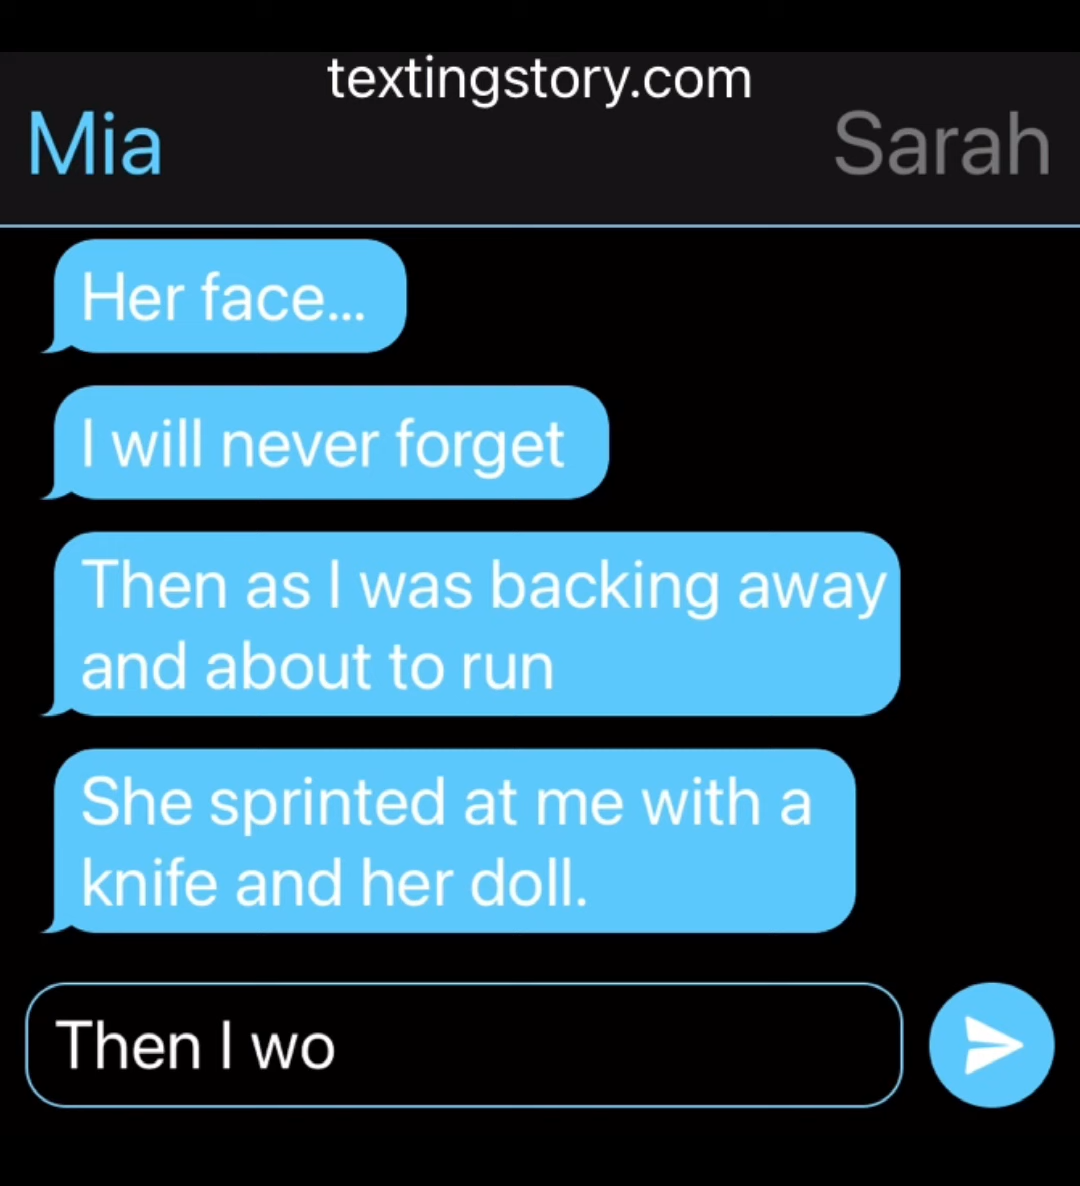 textingstory.com
Mia
Sarah
Her face...
I will never forget
Then as I was backing away
and about to run
She sprinted at me with a
knife and her doll.
Then I wo